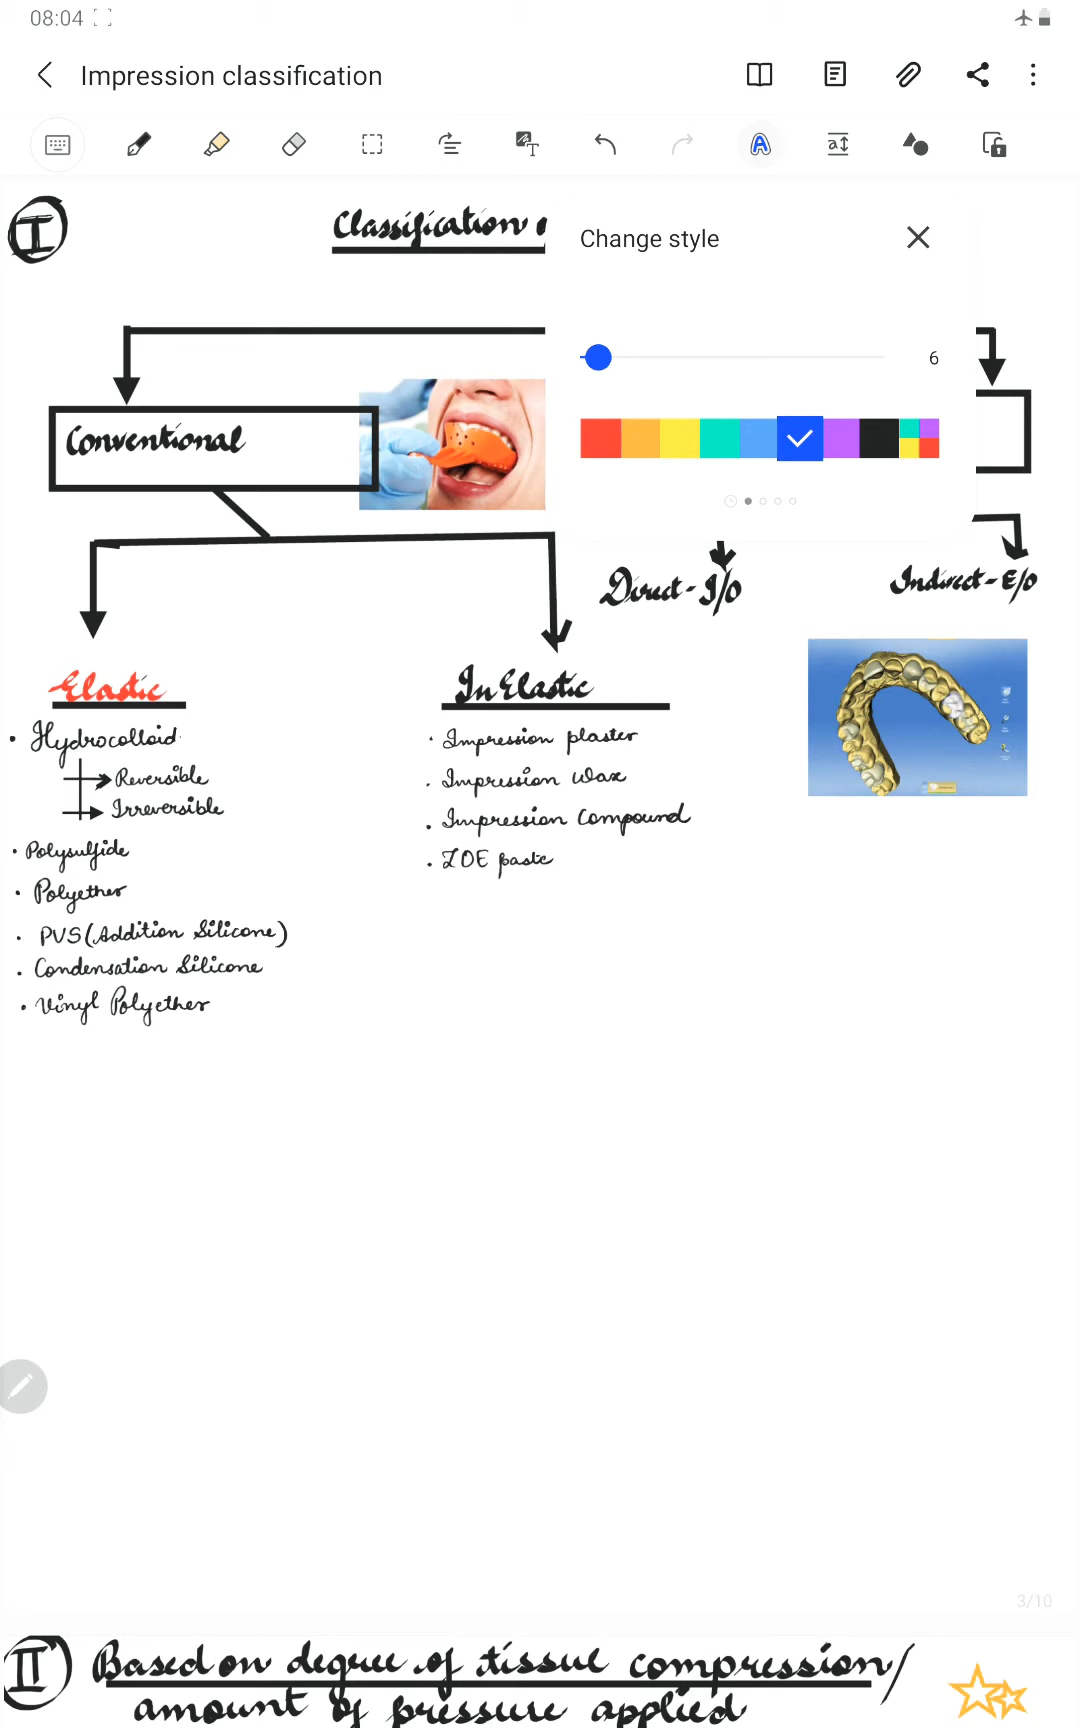 08:04
Impression classification
I
Classification
Change style
6
Conventional
Direct - I/O
Indirect - E/O
Elastic
InElastic
• Hydrocolloid
Reversible
Irreversible
• Polysulfide
• Polyether
• PVS (Addition Silicone)
• Condensation Silicone
• Vinyl Polyether
• Impression plaster
• Impression wax
• Impression Compound
• ZOE paste
3/10
II Based on degree of tissue compression/
amount of pressure applied